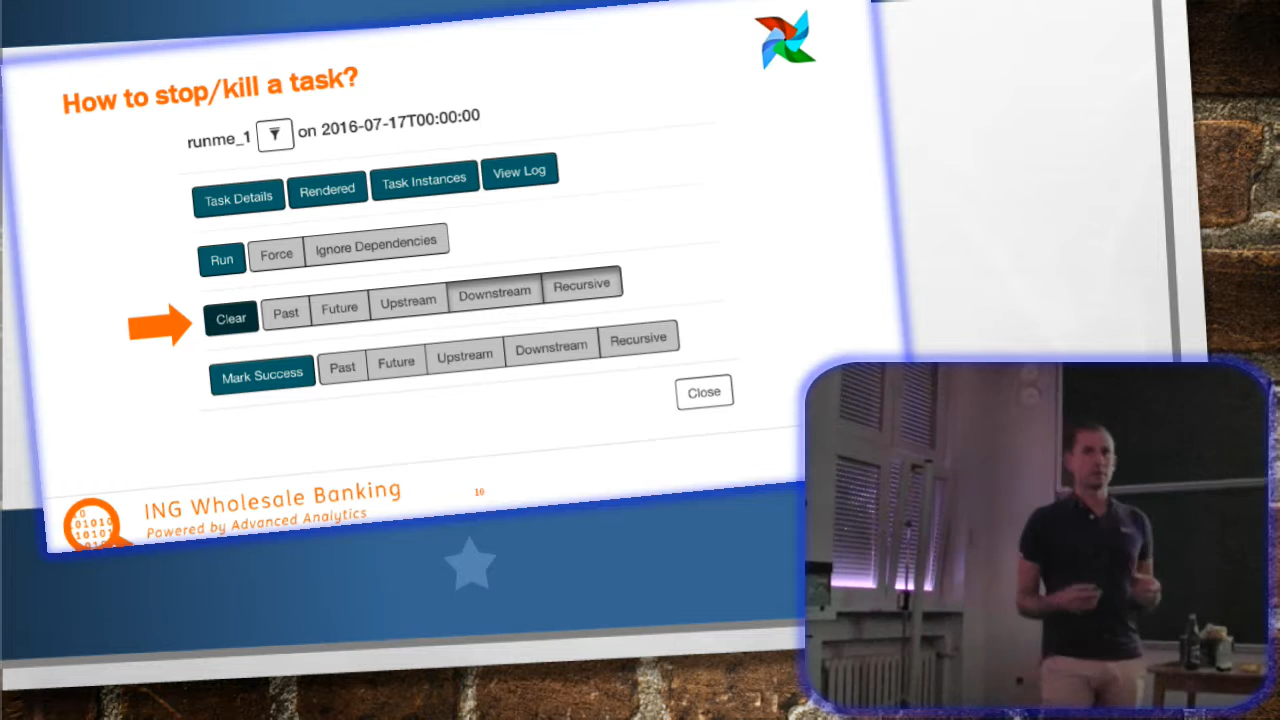 How to stop/kill a task?
runme_1 on 2016-07-17T00:00:00
Task Details Rendered Task Instances View Log
Run Force Ignore Dependencies
Clear Past Future Upstream Downstream Recursive
Mark Success Past Future Upstream Downstream Recursive
Close
ING Wholesale Banking
Powered by Advanced Analytics
10